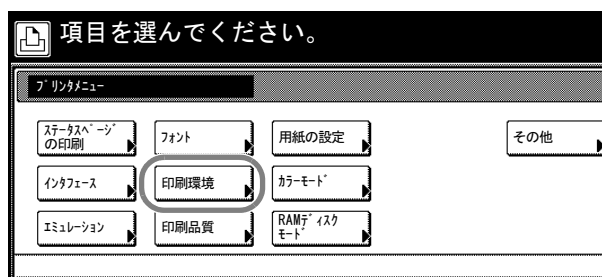 項目を選んでください。
ﾌﾟﾘﾝﾀﾒﾆｭｰ
ｽﾃｰﾀｽﾍﾟｰｼﾞ
の印刷
ﾌｫﾝﾄ
用紙の設定
その他
ｲﾝﾀﾌｪｰｽ
印刷環境
ｶﾗｰﾓｰﾄﾞ
ｴﾐｭﾚｰｼｮﾝ
印刷品質
RAMﾃﾞｨｽｸ
ﾓｰﾄﾞ